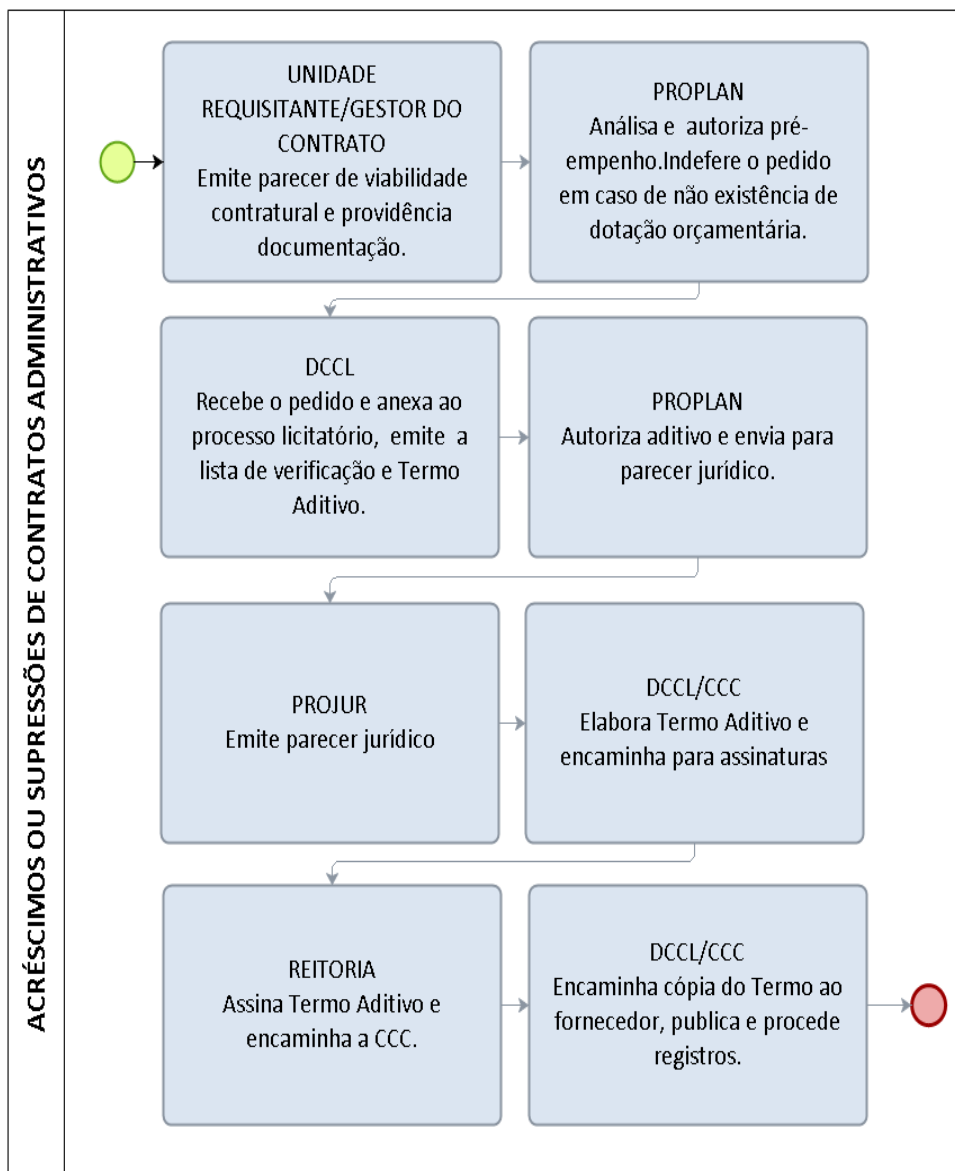 ACRÉSCIMOS OU SUPRESSÕES DE CONTRATOS ADMINISTRATIVOS
UNIDADE
REQUISITANTE/GESTOR DO
CONTRATO
Emite parecer de viabilidade
contratural e providência
documentação.
PROPLAN
Análisa e autoriza pré-
empenho.Indefere o pedido
em caso de não existência de
dotação orçamentária.
DCCL
Recebe o pedido e anexa ao
processo licitatório, emite a
lista de verificação e Termo
Aditivo.
PROPLAN
Autoriza aditivo e envia para
parecer jurídico.
PROJUR
Emite parecer jurídico
DCCL/CCC
Elabora Termo Aditivo e
encaminha para assinaturas
REITORIA
Assina Termo Aditivo e
encaminha a CCC.
DCCL/CCC
Encaminha cópia do Termo ao
fornecedor, publica e procede
registros.